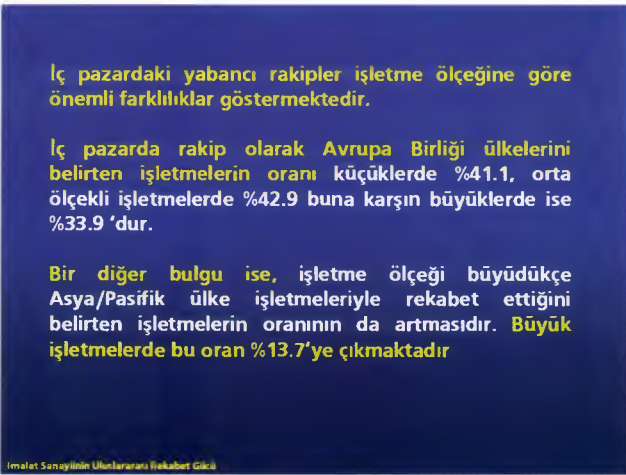 İç pazardaki yabancı rakipler işletme ölçeğine göre
önemli farklılıklar göstermektedir.
İç pazarda rakip olarak Avrupa Birliği ülkelerini
belirten işletmelerin oranı küçüklerde %41.1, orta
ölçekli işletmelerde %42.9 buna karşın büyüklerde ise
%33.9 'dur.
Bir diğer bulgu ise, işletme ölçeği büyüdükçe
Asya/Pasifik ülke işletmeleriyle rekabet ettiğini
belirten işletmelerin oranının da artmasıdır. Büyük
işletmelerde bu oran %13.7'ye çıkmaktadır
Imalat Sanayiinin Uluslararası Rekabet Gücü